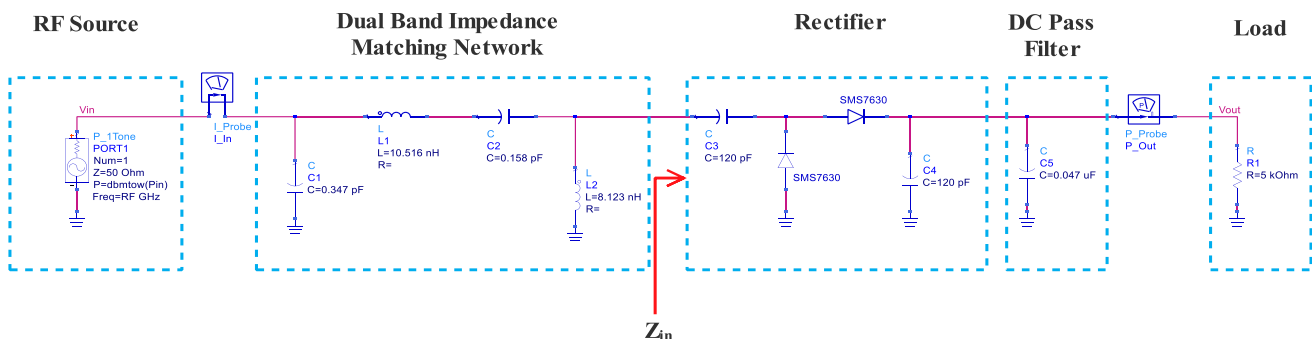 RF Source
Dual Band Impedance
Matching Network
Rectifier
DC Pass
Filter
Load
Vin
P_1Tone
PORT1
Num=1
Z=50 Ohm
P=dbmtow(Pin)
Freq=RF GHz
I_Probe
I_In
C
C1
C=0.347 pF
L
L1
L=10.516 nH
R=
C
C2
C=0.158 pF
L
L2
L=8.123 nH
R=
Zin
C
C3
C=120 pF
SMS7630
SMS7630
C
C4
C=120 pF
C
C5
C=0.047 uF
P
P_Probe
P_Out
Vout
R
R1
R=5 kOhm